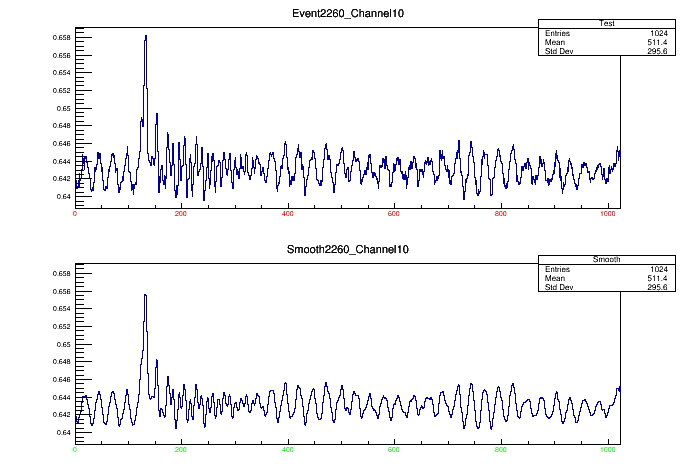 Event2260_Channel10
Test
Entries 1024
Mean 511.4
Std Dev 295.6
0.658
0.656
0.654
0.652
0.65
0.648
0.646
0.644
0.642
0.64
0 200 400 600 800 1000
Smooth2260_Channel10
Smooth
Entries 1024
Mean 511.4
Std Dev 295.6
0.658
0.656
0.654
0.652
0.65
0.648
0.646
0.644
0.642
0.64
0 200 400 600 800 1000